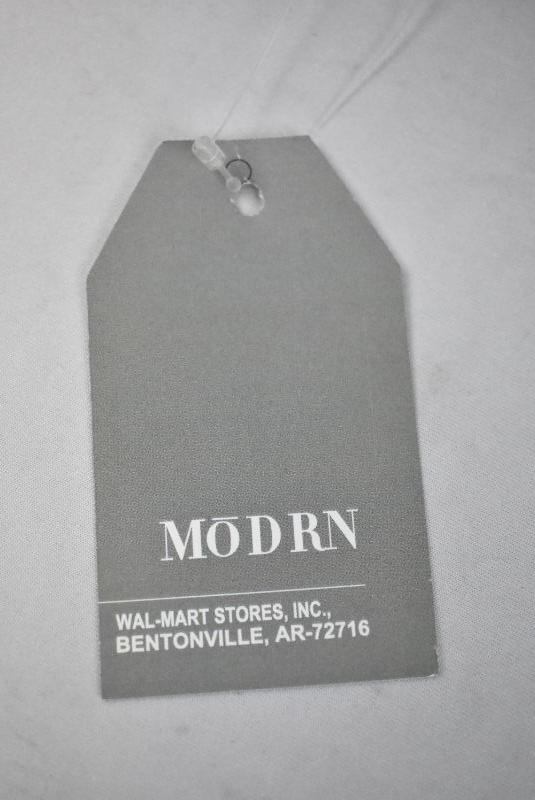 MŌDRN
WAL-MART STORES, INC.,
BENTONVILLE, AR-72716